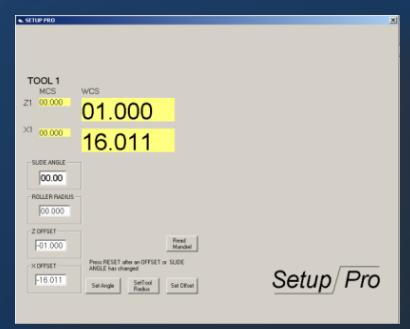 SETUP PRO
TOOL 1
MCS WCS
Z1 00.000 01.000
X1 00.000 16.011
SLIDE ANGLE
00.00
ROLLER RADIUS
00.000
Z OFFSET
-01.000
X OFFSET
-16.011
Read
Mandrel
Press RESET after an OFFSET or SLIDE
ANGLE has changed
Set Angle
SetTool
Radius
Set Offset
Setup/Pro